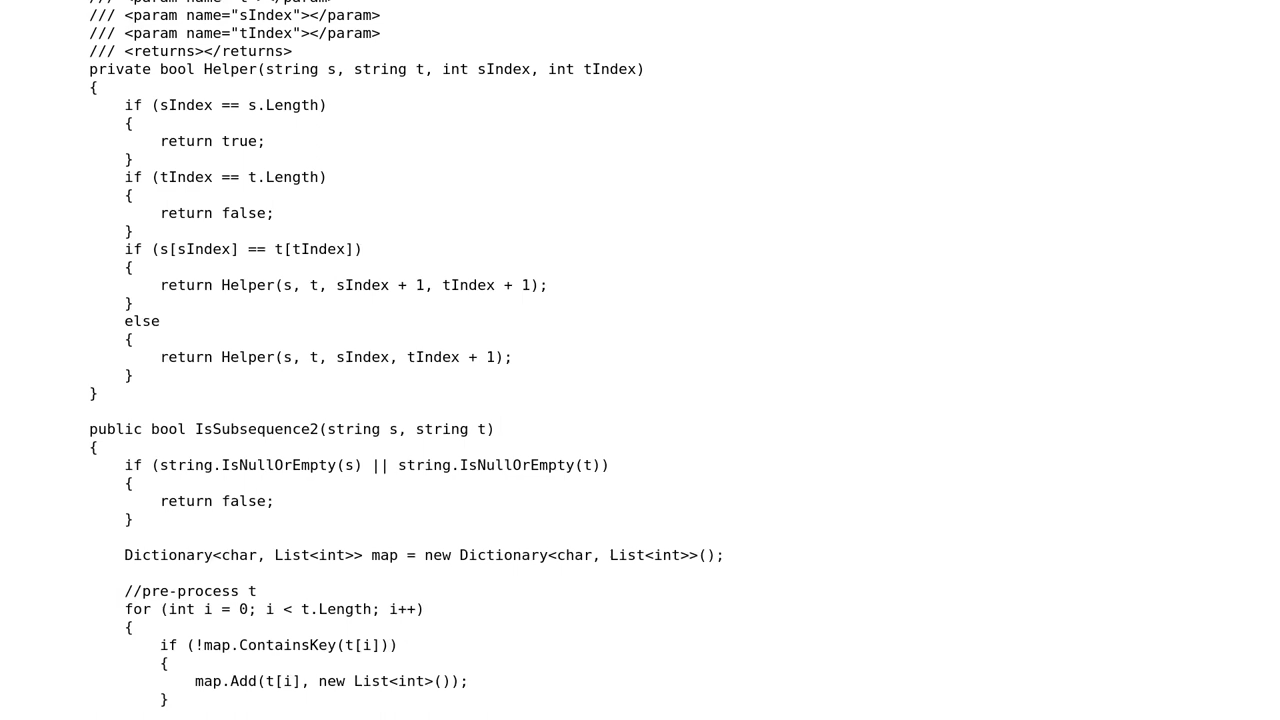 /// <param name="sIndex"></param>
/// <param name="tIndex"></param>
/// <returns></returns>
private bool Helper(string s, string t, int sIndex, int tIndex)
{
    if (sIndex == s.Length)
    {
        return true;
    }
    if (tIndex == t.Length)
    {
        return false;
    }
    if (s[sIndex] == t[tIndex])
    {
        return Helper(s, t, sIndex + 1, tIndex + 1);
    }
    else
    {
        return Helper(s, t, sIndex, tIndex + 1);
    }
}

public bool IsSubsequence2(string s, string t)
{
    if (string.IsNullOrEmpty(s) || string.IsNullOrEmpty(t))
    {
        return false;
    }

    Dictionary<char, List<int>> map = new Dictionary<char, List<int>>();

    //pre-process t
    for (int i = 0; i < t.Length; i++)
    {
        if (!map.ContainsKey(t[i]))
        {
            map.Add(t[i], new List<int>());
        }